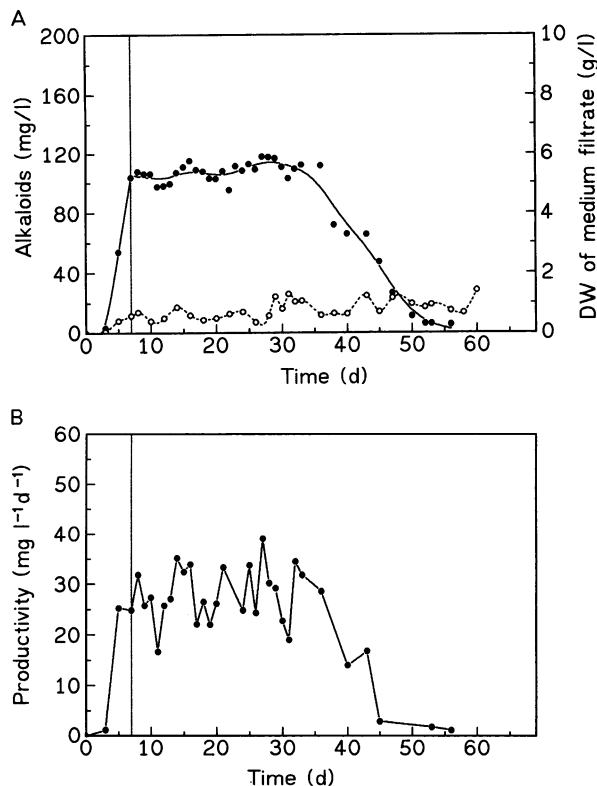 A
200
160
120
80
40
0
Alkaloids (mg/l)
10
8
6
4
2
0
DW of medium filtrate (g/l)
0 10 20 30 40 50 60
Time (d)
B
60
50
40
30
20
10
0
Productivity (mg l⁻¹d⁻¹)
0 10 20 30 40 50 60
Time (d)